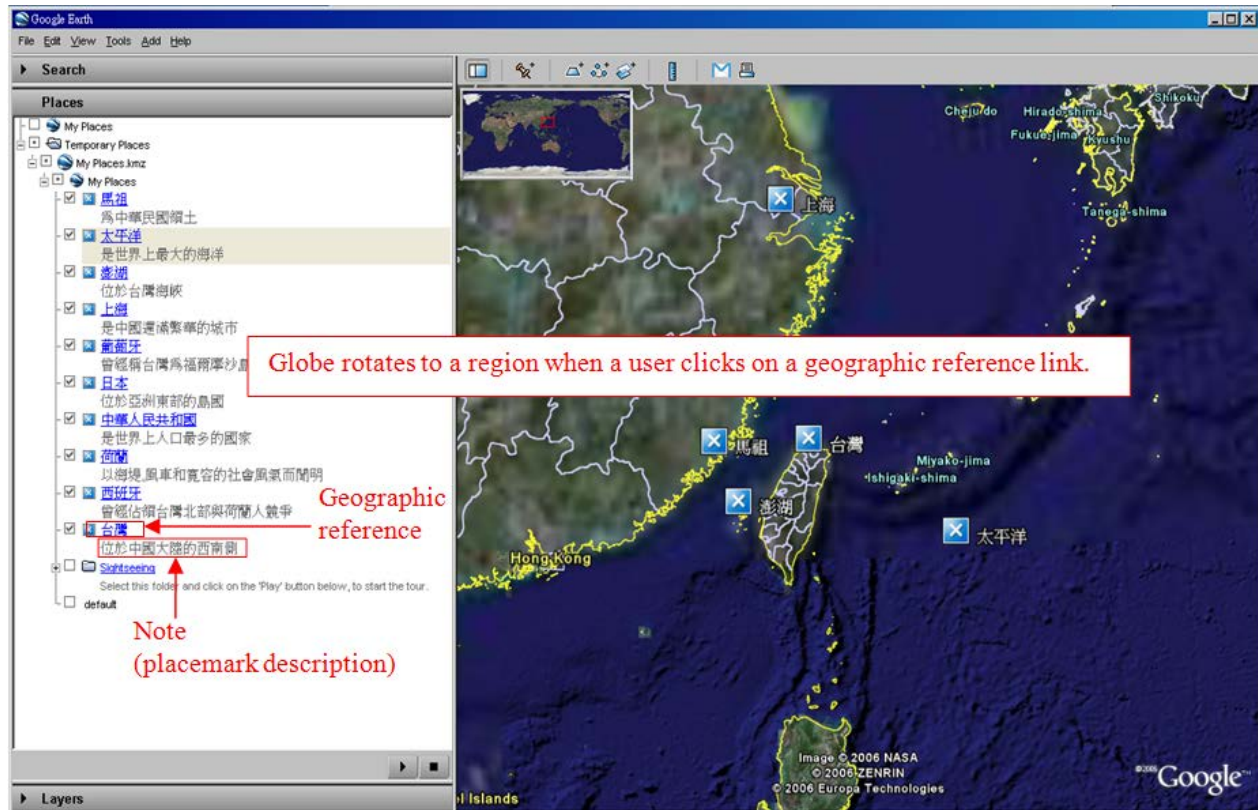 Google Earth
File Edit View Tools Add Help
Search
Places
My Places
Temporary Places
My Places.kmz
My Places
馬祖
為中華民國領土
太平洋
是世界上最大的海洋
澎湖
位於台灣海峽
上海
是中國還滿繁華的城市
葡萄牙
曾經稱台灣為福爾摩沙島
日本
位於亞洲東部的島國
中華人民共和國
是世界上人口最多的國家
荷蘭
以海堤,風車和寬容的社會風氣而聞明
西班牙
曾經佔領台灣北部與荷蘭人競爭
台灣
位於中國大陸的西南側
Sightseeing
Select this folder and click on the 'Play' button below, to start the tour.
default
Geographic
reference
Note
(placemark description)
Layers
Globe rotates to a region when a user clicks on a geographic reference link.
Cheju do
Hirado-shima
Shikoku
Fukue-jima
Kyushu
Tanega-shima
上海
馬祖
台灣
Miyako-jima
Ishigaki-shima
澎湖
太平洋
Hong Kong
Image © 2006 NASA
© 2006 ZENRIN
© 2006 Europa Technologies
©2005 Google
el Islands